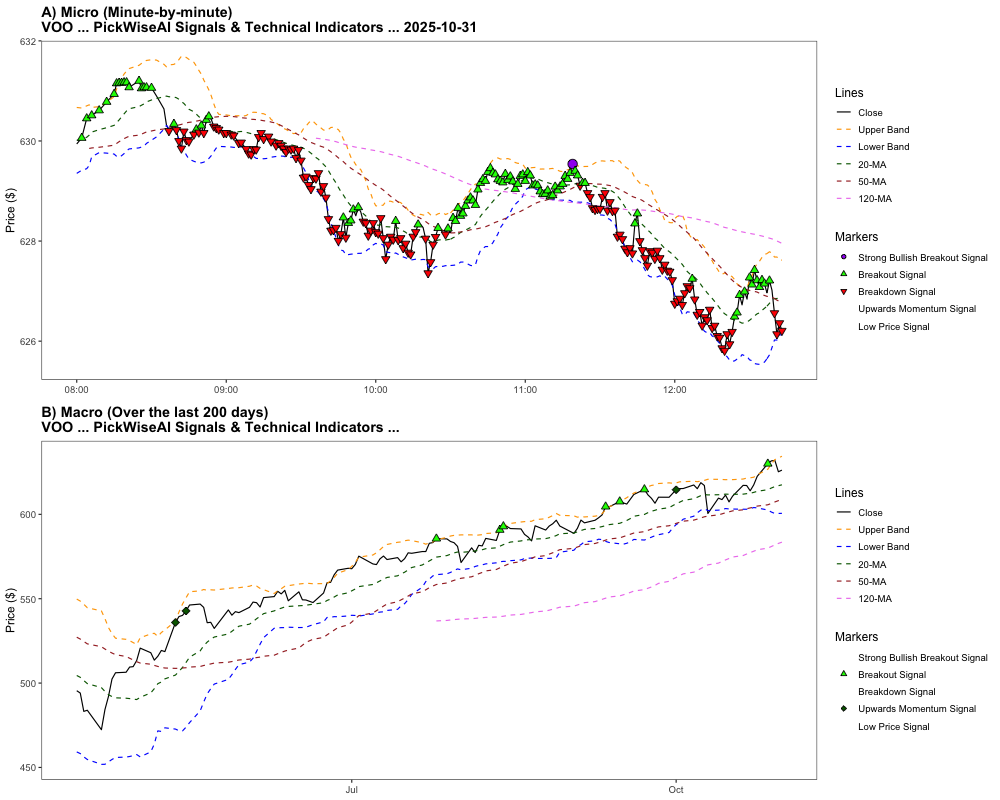 A) Micro (Minute-by-minute)
VOO ... PickWiseAI Signals & Technical Indicators ... 2025-10-31
632
630
628
626
Price ($)
08:00
09:00
10:00
11:00
12:00
Lines
Close
Upper Band
Lower Band
20-MA
50-MA
120-MA
Markers
Strong Bullish Breakout Signal
Breakout Signal
Breakdown Signal
Upwards Momentum Signal
Low Price Signal
B) Macro (Over the last 200 days)
VOO ... PickWiseAI Signals & Technical Indicators ...
600
550
500
450
Price ($)
Jul
Oct
Lines
Close
Upper Band
Lower Band
20-MA
50-MA
120-MA
Markers
Strong Bullish Breakout Signal
Breakout Signal
Breakdown Signal
Upwards Momentum Signal
Low Price Signal